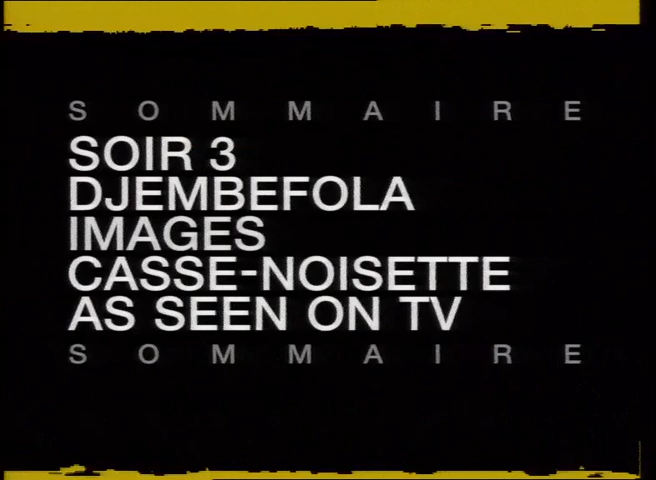 S O M M A I R E
SOIR 3
DJEMBEFOLA
IMAGES
CASSE-NOISETTE
AS SEEN ON TV
S O M M A I R E